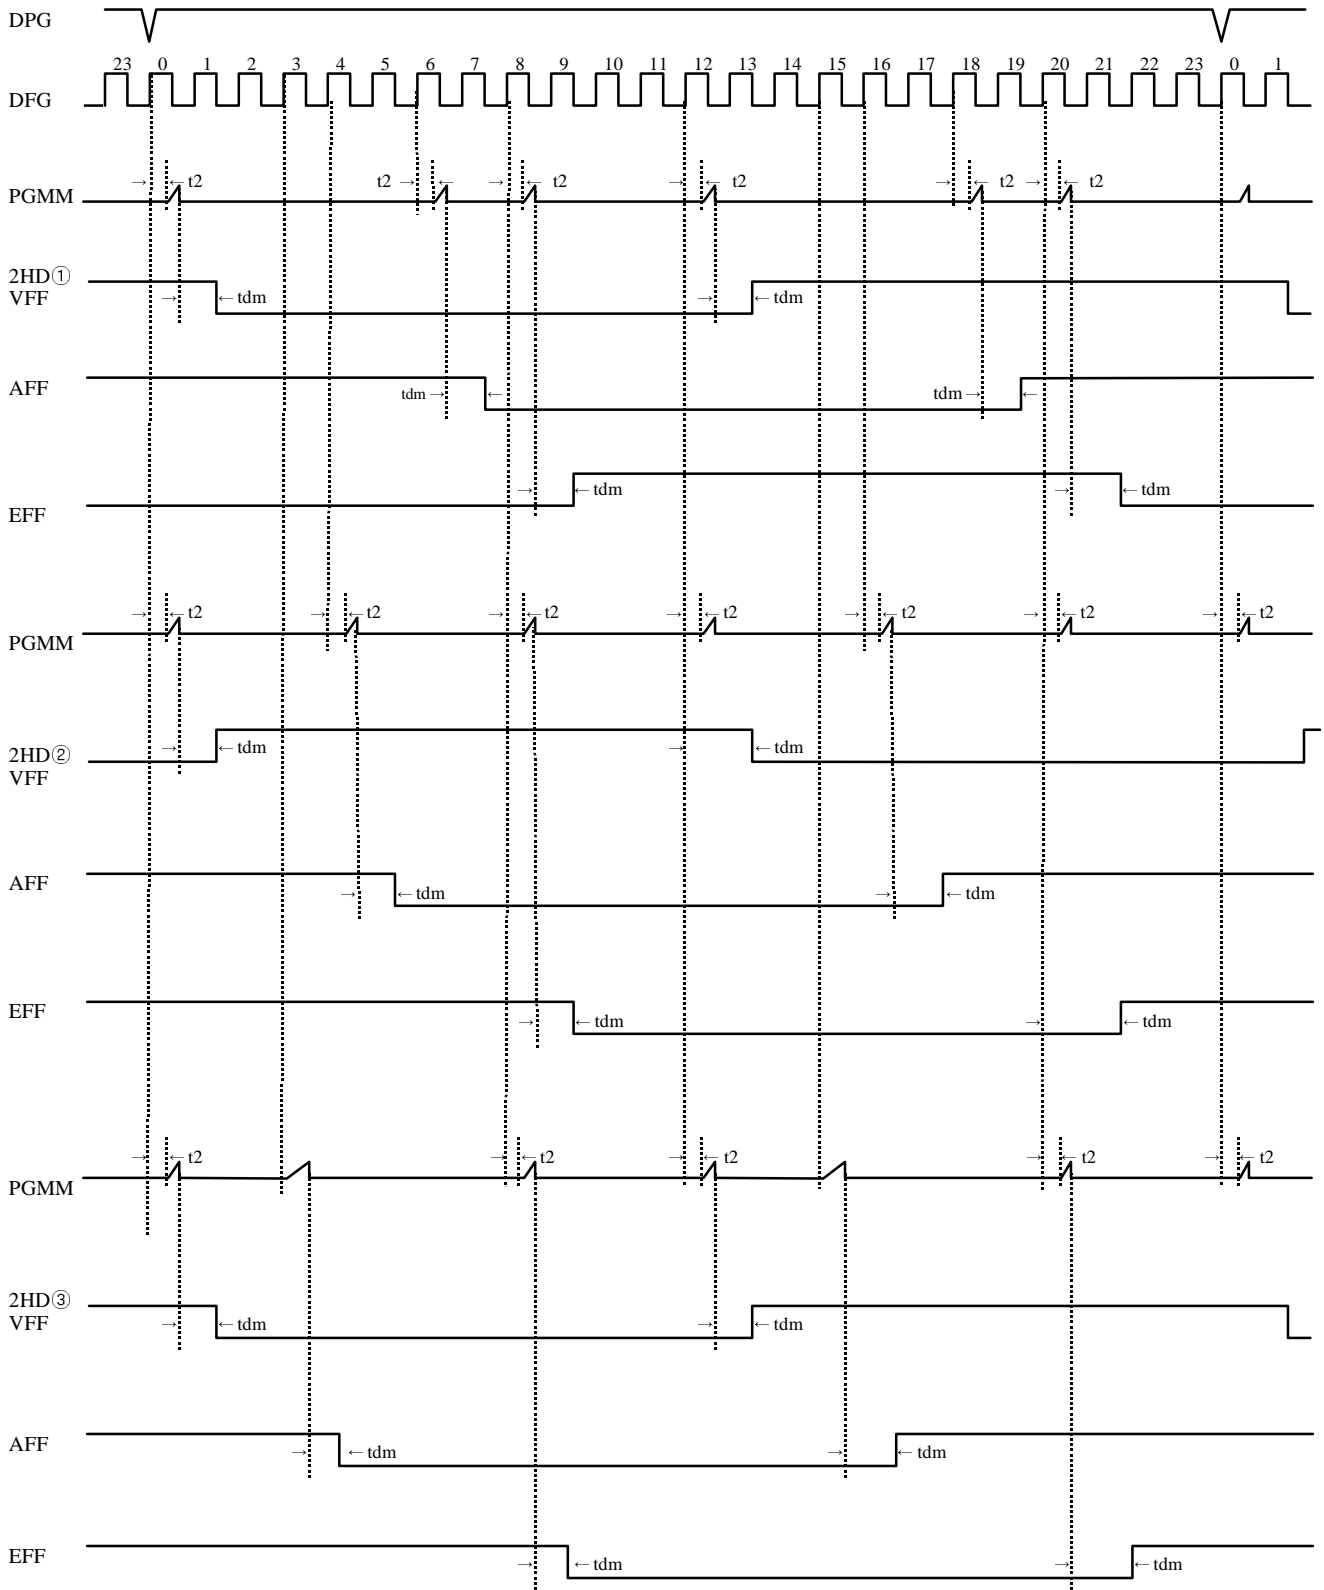 DPG
23 0 1 2 3 4 5 6 7 8 9 10 11 12 13 14 15 16 17 18 19 20 21 22 23 0 1
DFG
t2 t2 t2 t2 t2 t2
PGMM
2HD①
VFF
tdm tdm
AFF
tdm tdm
tdm tdm
EFF
t2 t2 t2 t2 t2 t2 t2
PGMM
2HD②
VFF
tdm tdm
AFF
tdm tdm
EFF
tdm tdm
t2 t2 t2 t2 t2
PGMM
2HD③
VFF
tdm tdm
AFF
tdm tdm
EFF
tdm tdm